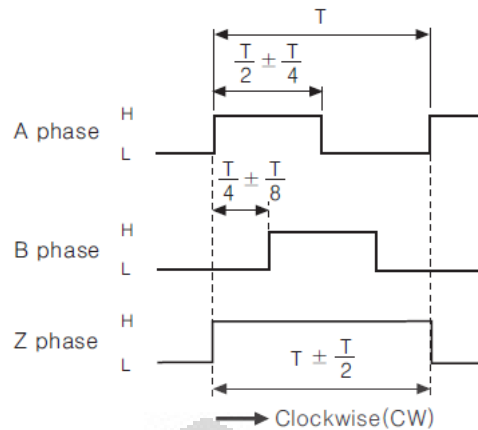 T
T/2 ± T/4
H
A phase
L
T/4 ± T/8
H
B phase
L
H
Z phase
L
T ± T/2
Clockwise(CW)